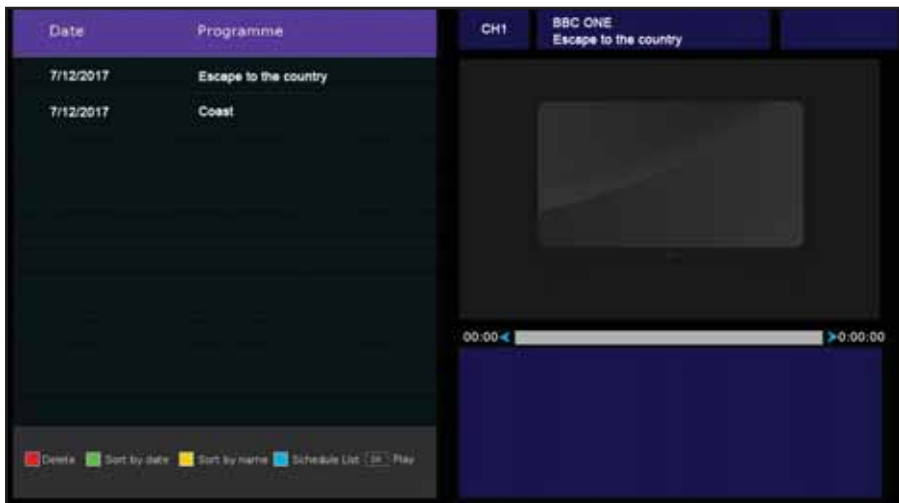 Date Programme
7/12/2017 Escape to the country
7/12/2017 Coast
Delete Sort by date Sort by name Schedule List OK Play
CH1
BBC ONE
Escape to the country
00:00 0:00:00